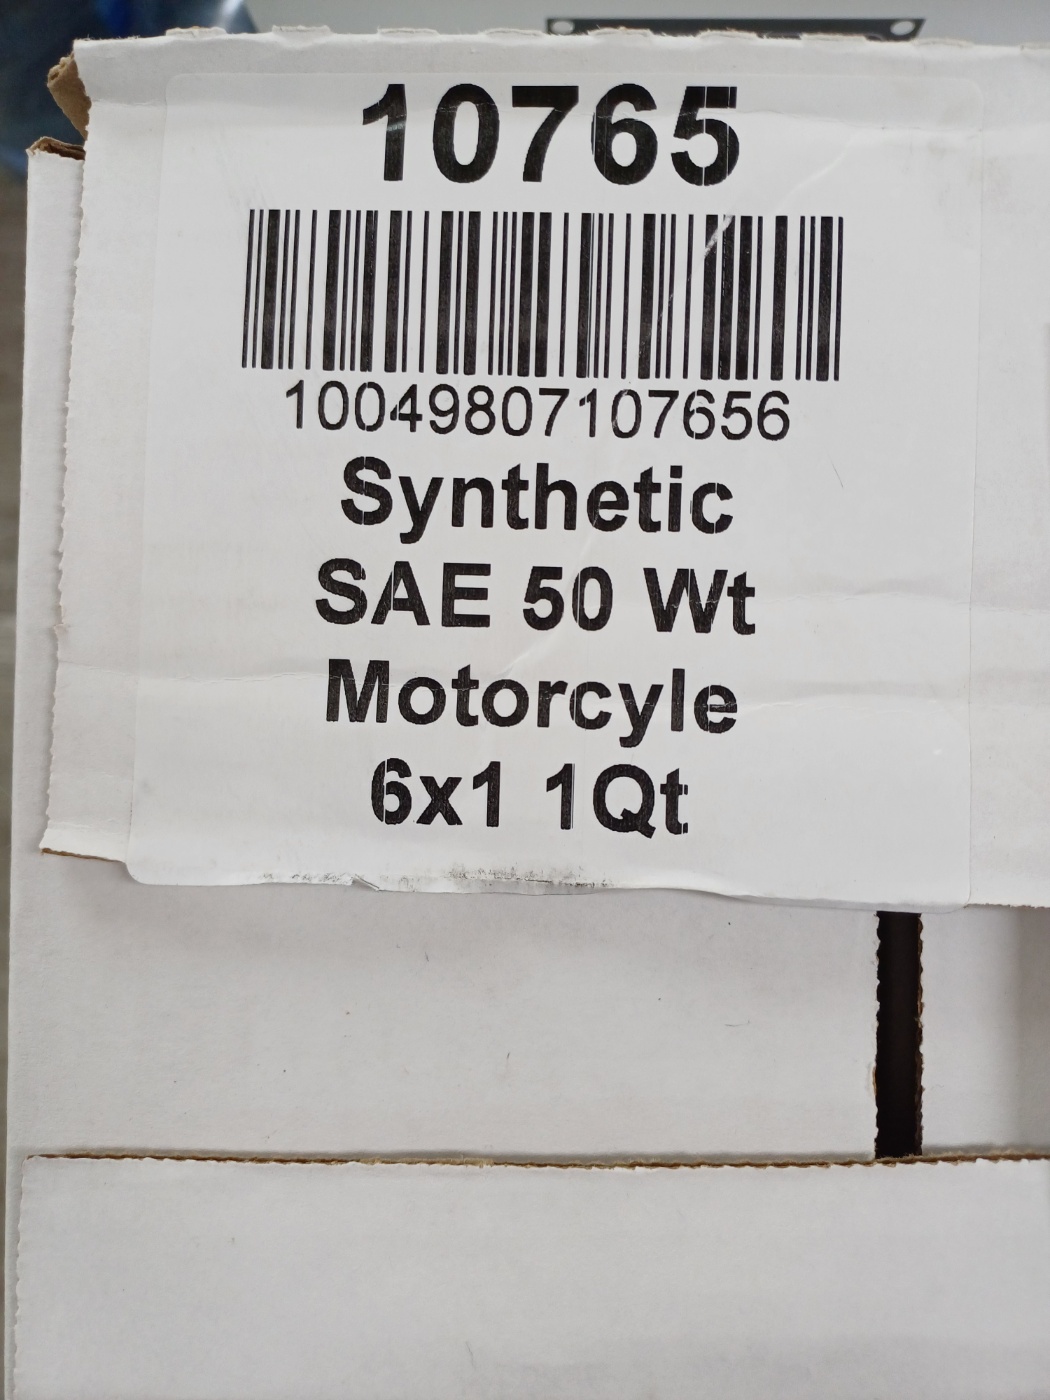 10765
10049807107656
Synthetic
SAE 50 Wt
Motorcyle
6x1 1Qt